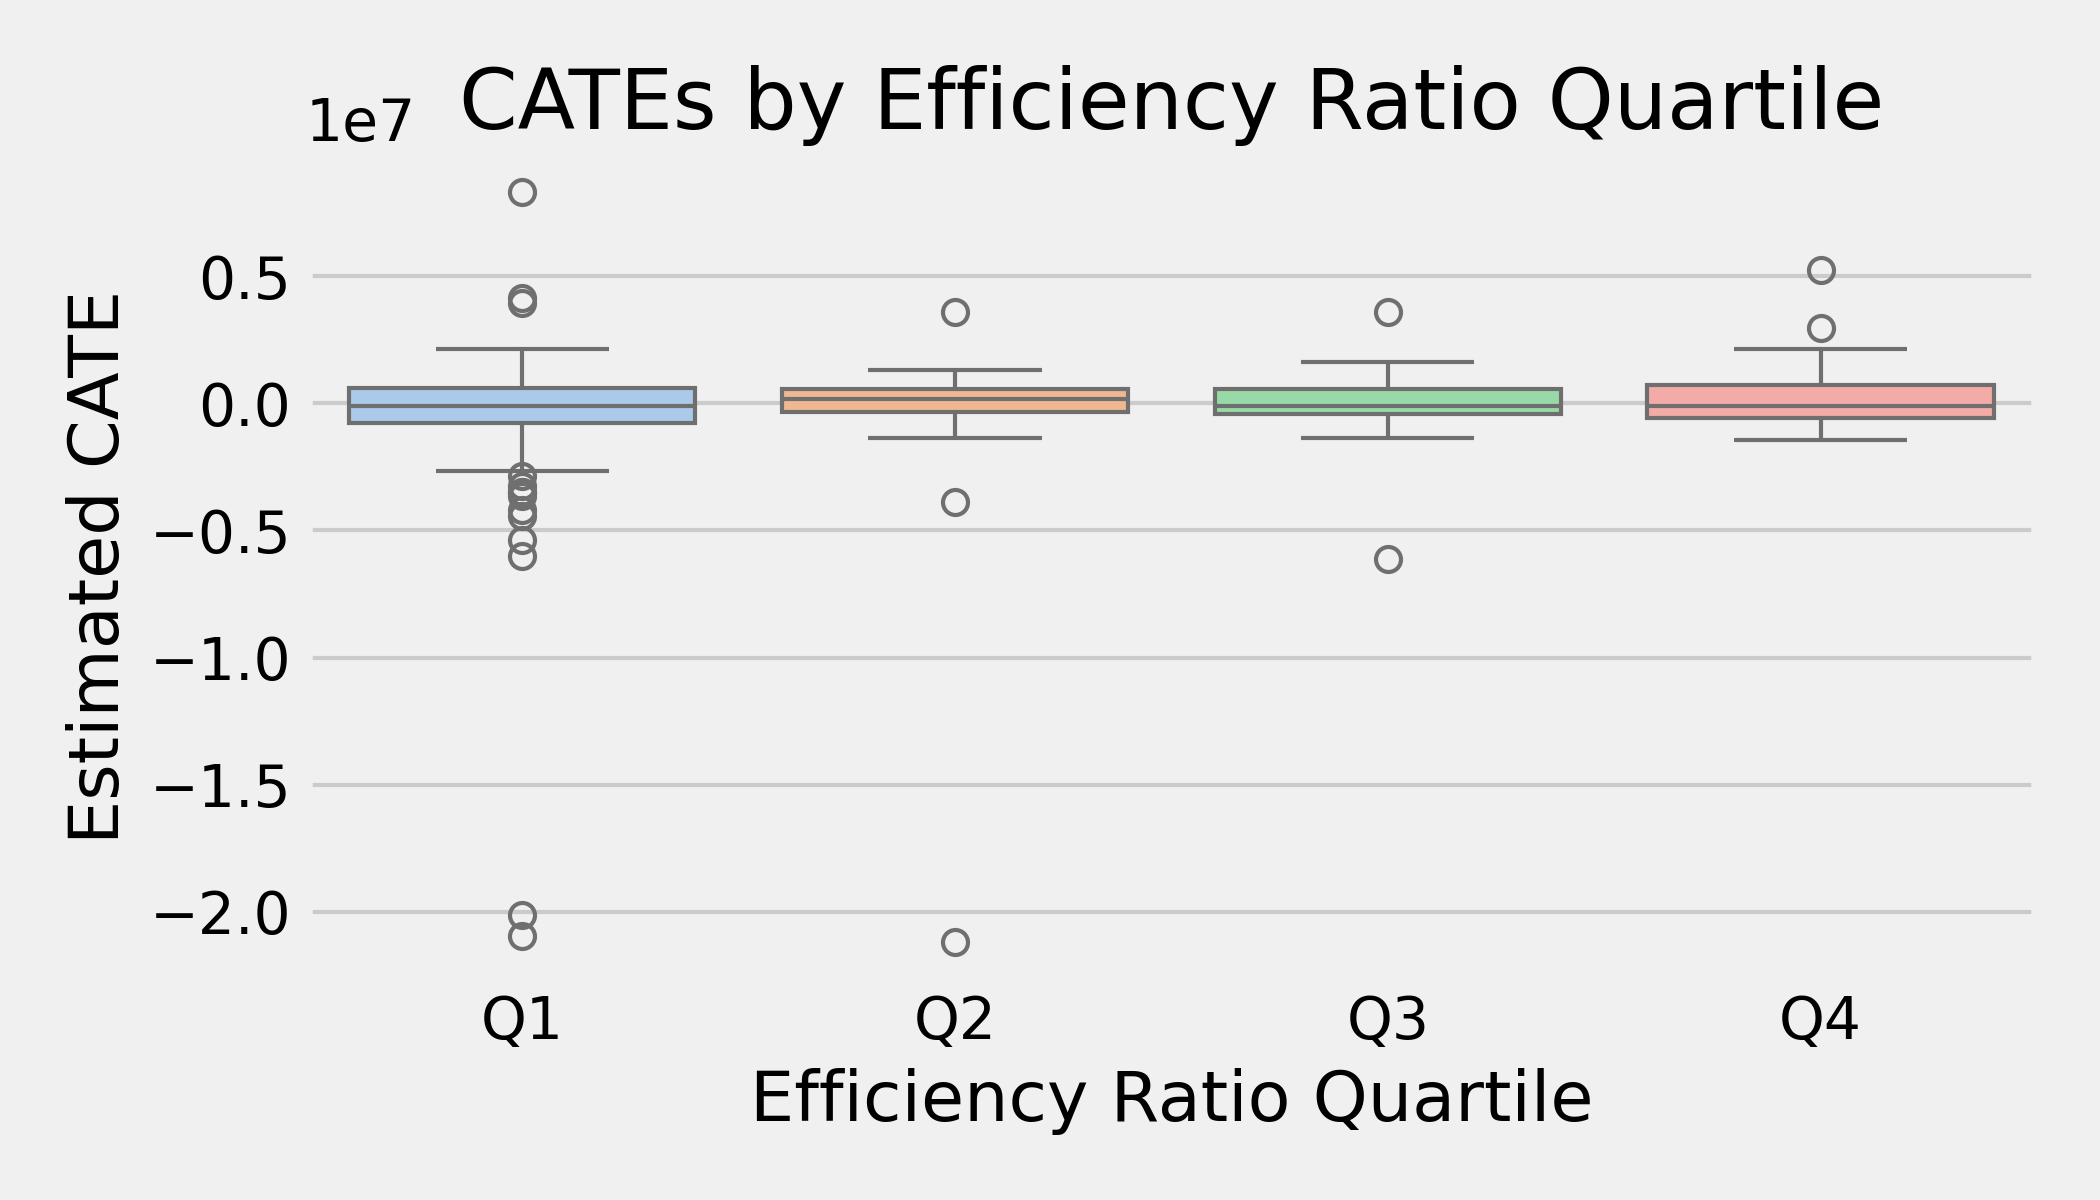 CATEs by Efficiency Ratio Quartile
1e7
Estimated CATE
0.5
0.0
−0.5
−1.0
−1.5
−2.0
Q1 Q2 Q3 Q4
Efficiency Ratio Quartile